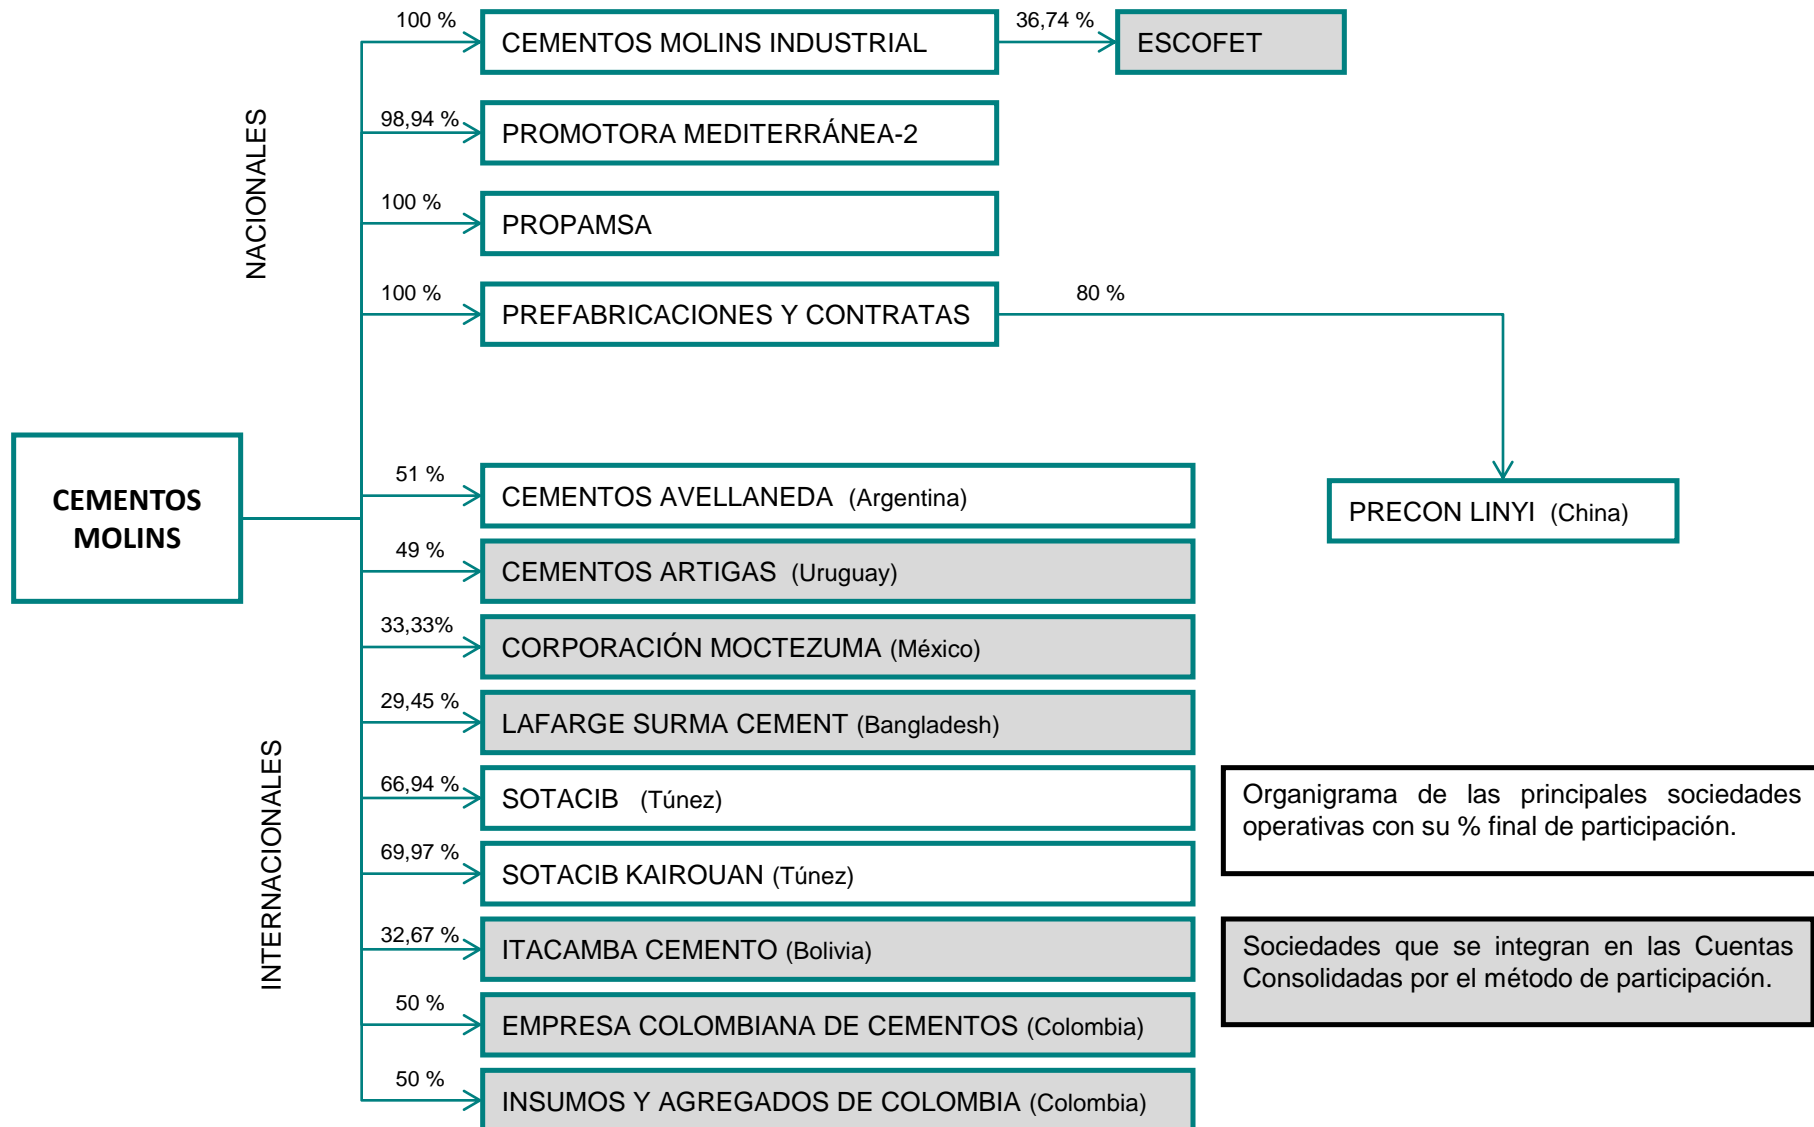 100 %
CEMENTOS MOLINS INDUSTRIAL
36,74 %
ESCOFET
NACIONALES
98,94 %
PROMOTORA MEDITERRÁNEA-2
100 %
PROPAMSA
100 %
PREFABRICACIONES Y CONTRATAS
80 %
PRECON LINYI (China)
CEMENTOS
MOLINS
INTERNACIONALES
51 %
CEMENTOS AVELLANEDA (Argentina)
49 %
CEMENTOS ARTIGAS (Uruguay)
33,33%
CORPORACIÓN MOCTEZUMA (México)
29,45 %
LAFARGE SURMA CEMENT (Bangladesh)
66,94 %
SOTACIB (Túnez)
69,97 %
SOTACIB KAIROUAN (Túnez)
32,67 %
ITACAMBA CEMENTO (Bolivia)
50 %
EMPRESA COLOMBIANA DE CEMENTOS (Colombia)
50 %
INSUMOS Y AGREGADOS DE COLOMBIA (Colombia)
Organigrama de las principales sociedades
operativas con su % final de participación.
Sociedades que se integran en las Cuentas
Consolidadas por el método de participación.